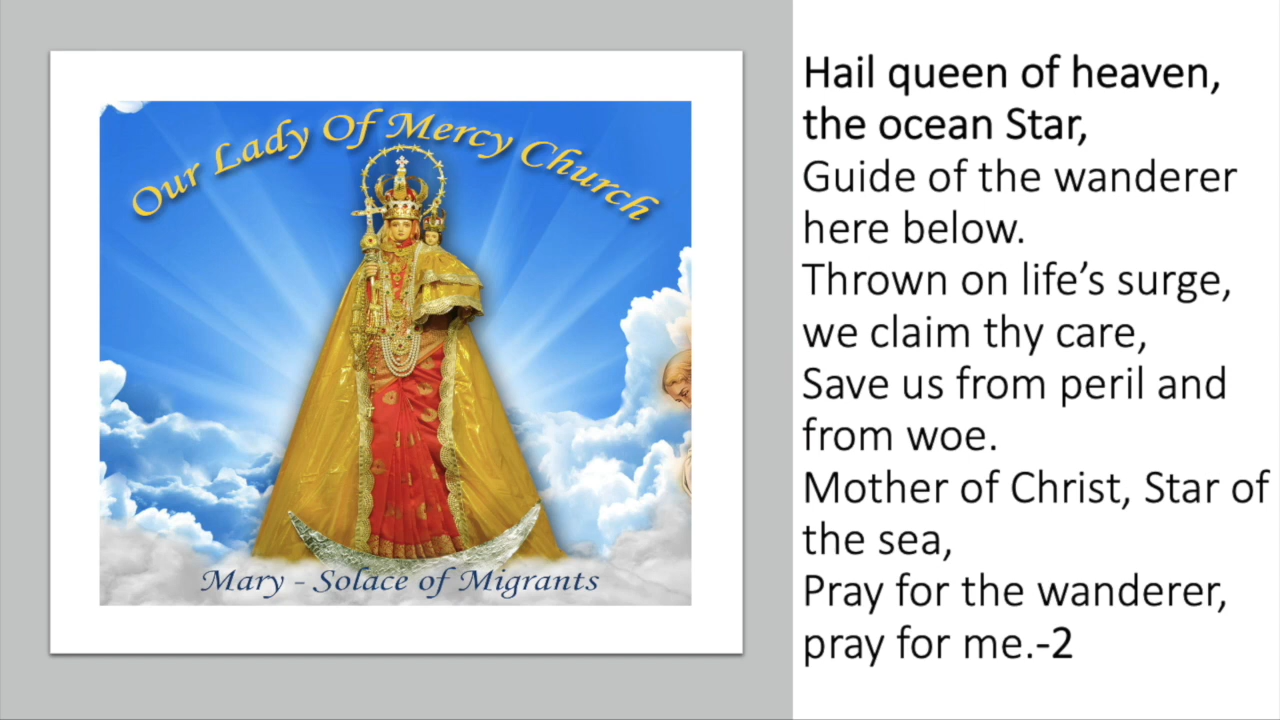 Our Lady Of Mercy Church
Mary - Solace of Migrants
Hail queen of heaven,
the ocean Star,
Guide of the wanderer
here below.
Thrown on life’s surge,
we claim thy care,
Save us from peril and
from woe.
Mother of Christ, Star of
the sea,
Pray for the wanderer,
pray for me.-2